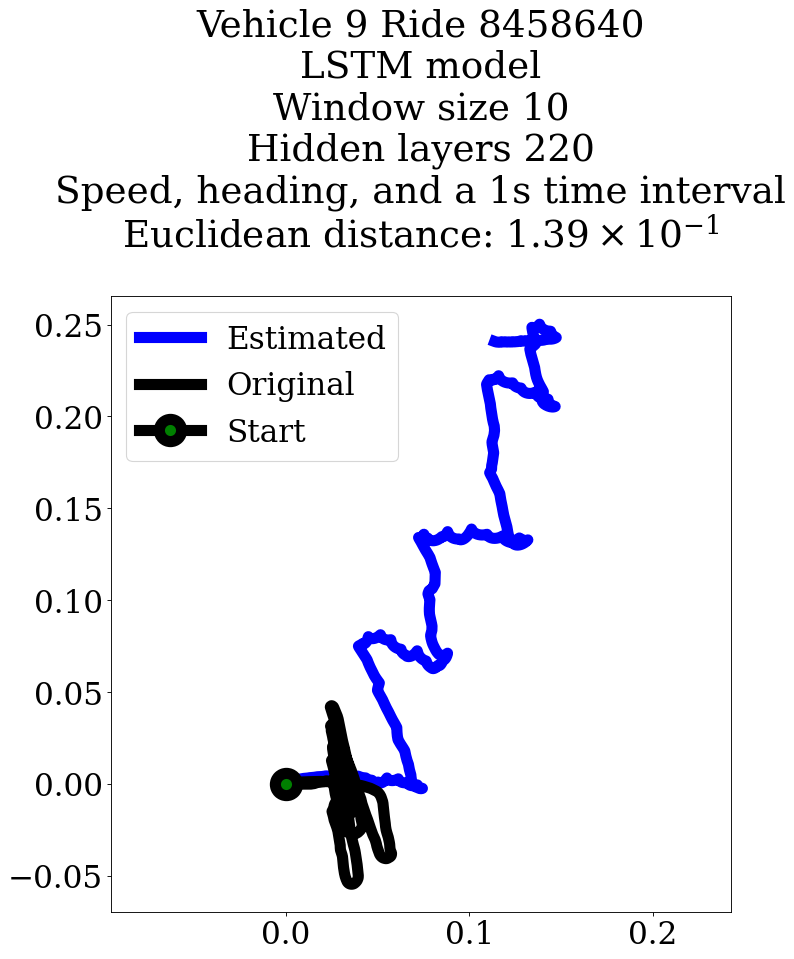 Vehicle 9 Ride 8458640
LSTM model
Window size 10
Hidden layers 220
Speed, heading, and a 1s time interval
Euclidean distance: 1.39 × 10⁻¹
Estimated
Original
Start
0.25
0.20
0.15
0.10
0.05
0.00
−0.05
0.0 0.1 0.2